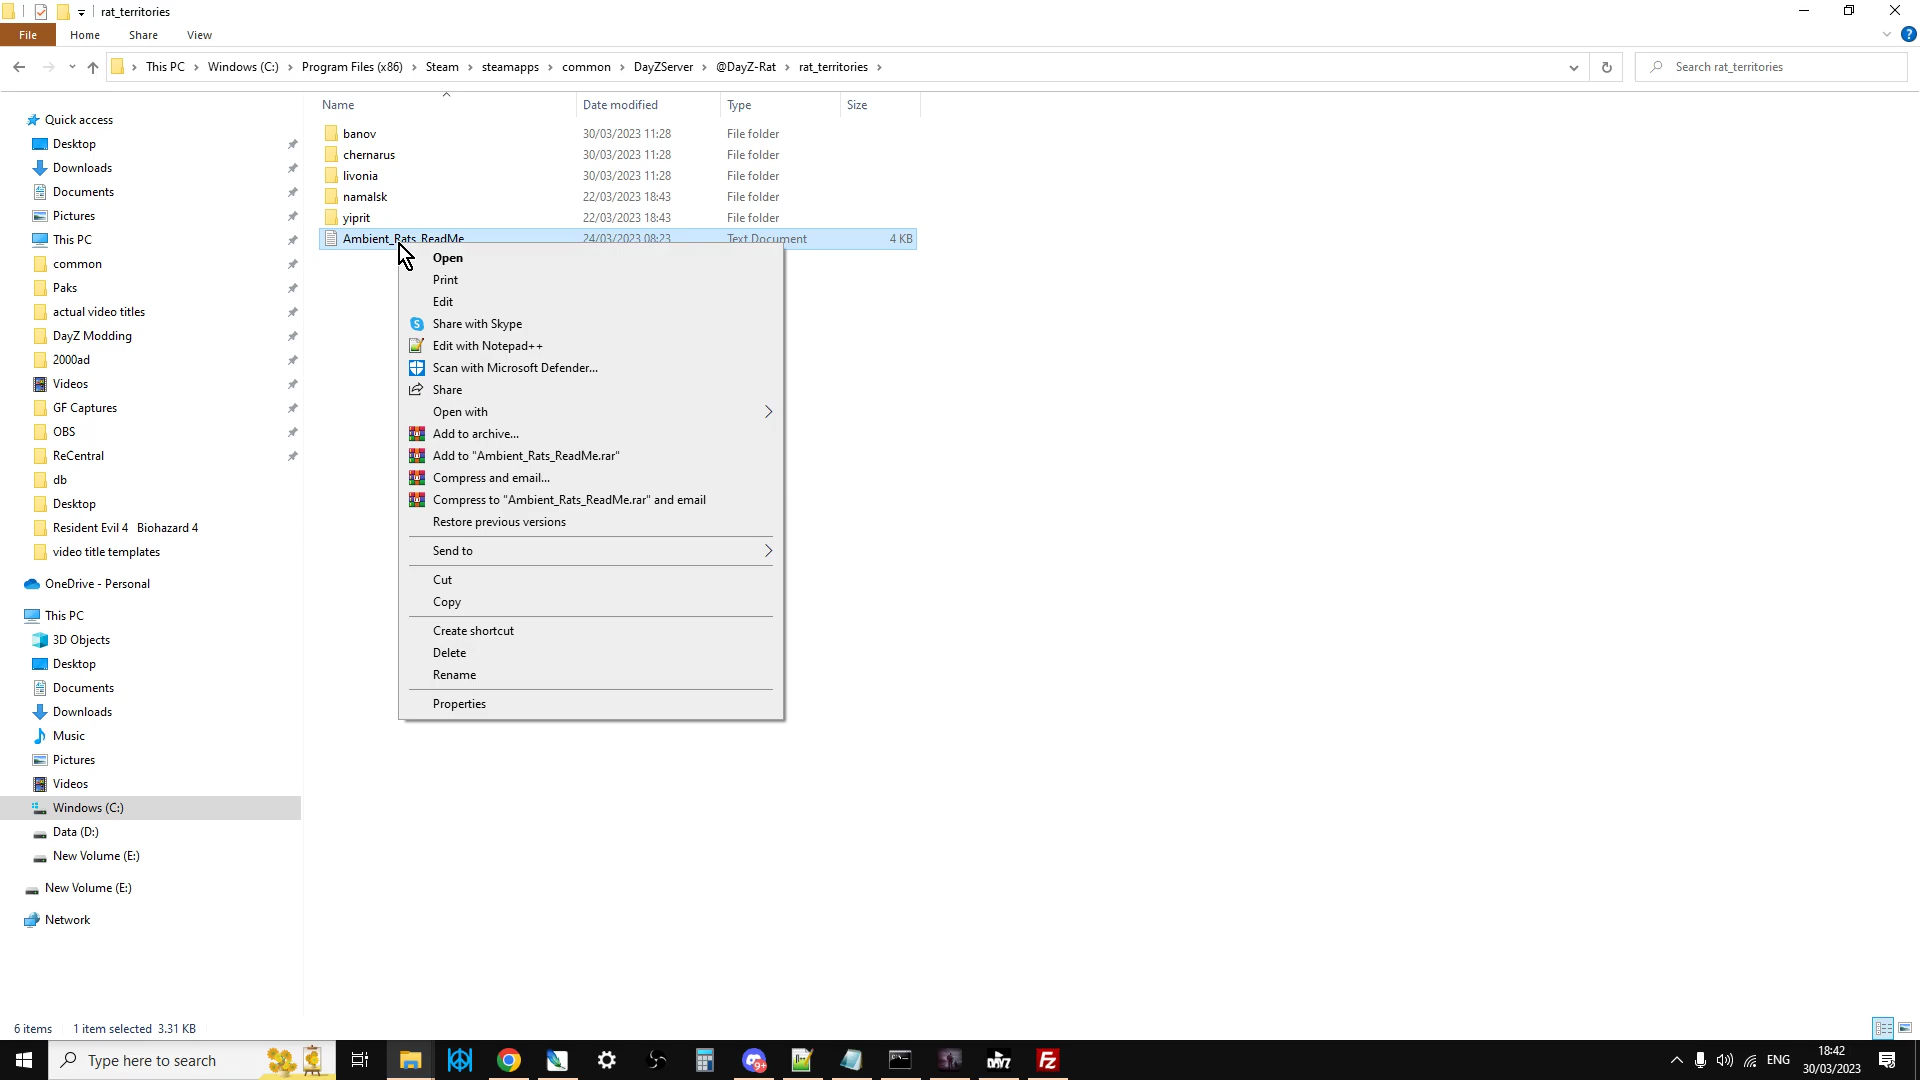 rat_territories
File Home Share View
This PC Windows (C:) Program Files (x86) Steam steamapps common DayZServer @DayZ-Rat rat_territories
Search rat_territories
Name Date modified Type Size
banov 30/03/2023 11:28 File folder
chernarus 30/03/2023 11:28 File folder
livonia 30/03/2023 11:28 File folder
namalsk 22/03/2023 18:43 File folder
yiprit 22/03/2023 18:43 File folder
Ambient_Rats_ReadMe 24/03/2023 08:23 Text Document 4 KB
Open
Print
Edit
Share with Skype
Edit with Notepad++
Scan with Microsoft Defender...
Share
Open with
Add to archive...
Add to "Ambient_Rats_ReadMe.rar"
Compress and email...
Compress to "Ambient_Rats_ReadMe.rar" and email
Restore previous versions
Send to
Cut
Copy
Create shortcut
Delete
Rename
Properties
Quick access
Desktop
Downloads
Documents
Pictures
This PC
common
Paks
actual video titles
DayZ Modding
2000ad
Videos
GF Captures
OBS
ReCentral
db
Desktop
Resident Evil 4 Biohazard 4
video title templates
OneDrive - Personal
This PC
3D Objects
Desktop
Documents
Downloads
Music
Pictures
Videos
Windows (C:)
Data (D:)
New Volume (E:)
New Volume (E:)
Network
6 items 1 item selected 3.31 KB
Type here to search
9+
DAYZ
ENG
18:42
30/03/2023